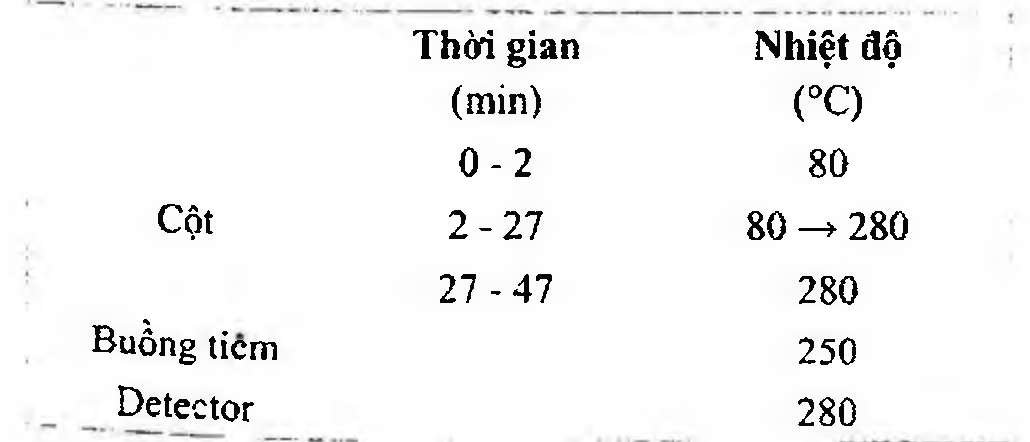 Thời gian Nhiệt độ
(min) (°C)
0 - 2 80
Cột 2 - 27 80 → 280
27 - 47 280
Buồng tiêm 250
Detector 280